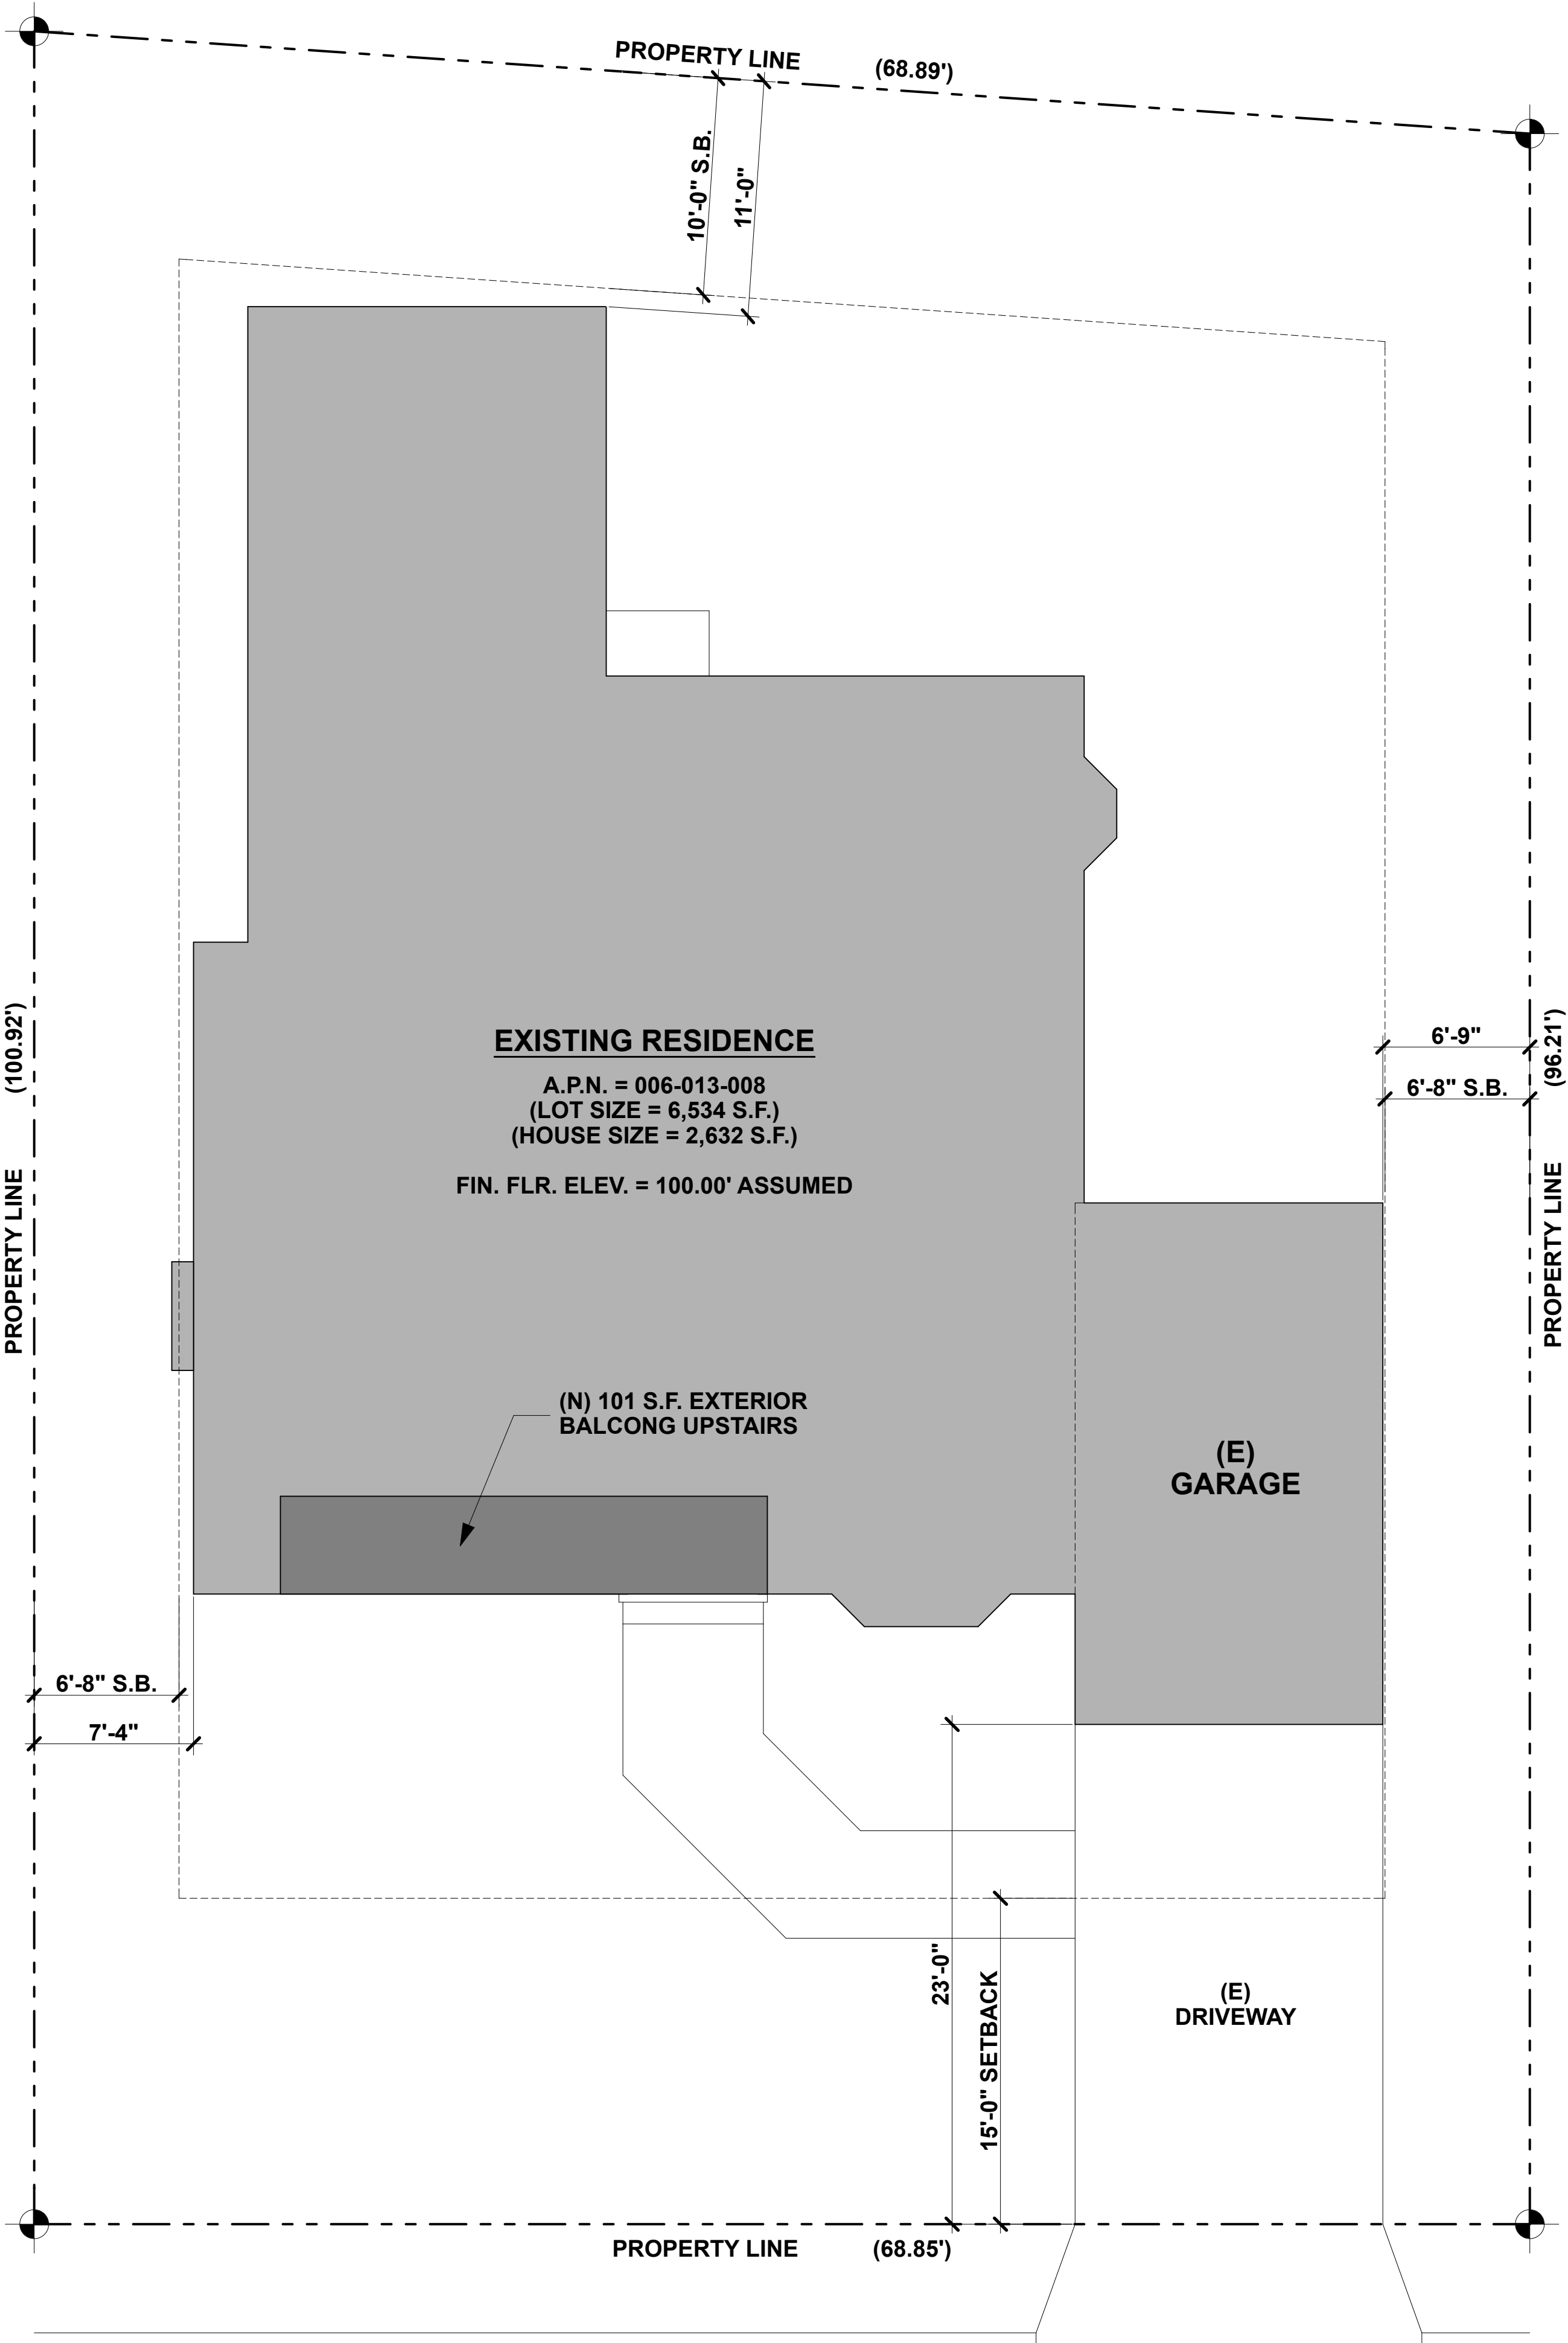 PROPERTY LINE (68.89')
10'-0" S.B.
11'-0"
(100.92')
PROPERTY LINE
EXISTING RESIDENCE
A.P.N. = 006-013-008
(LOT SIZE = 6,534 S.F.)
(HOUSE SIZE = 2,632 S.F.)
FIN. FLR. ELEV. = 100.00' ASSUMED
6'-9"
6'-8" S.B.
(96.21')
PROPERTY LINE
(N) 101 S.F. EXTERIOR
BALCONG UPSTAIRS
(E)
GARAGE
6'-8" S.B.
7'-4"
23'-0"
15'-0" SETBACK
(E)
DRIVEWAY
PROPERTY LINE (68.85')